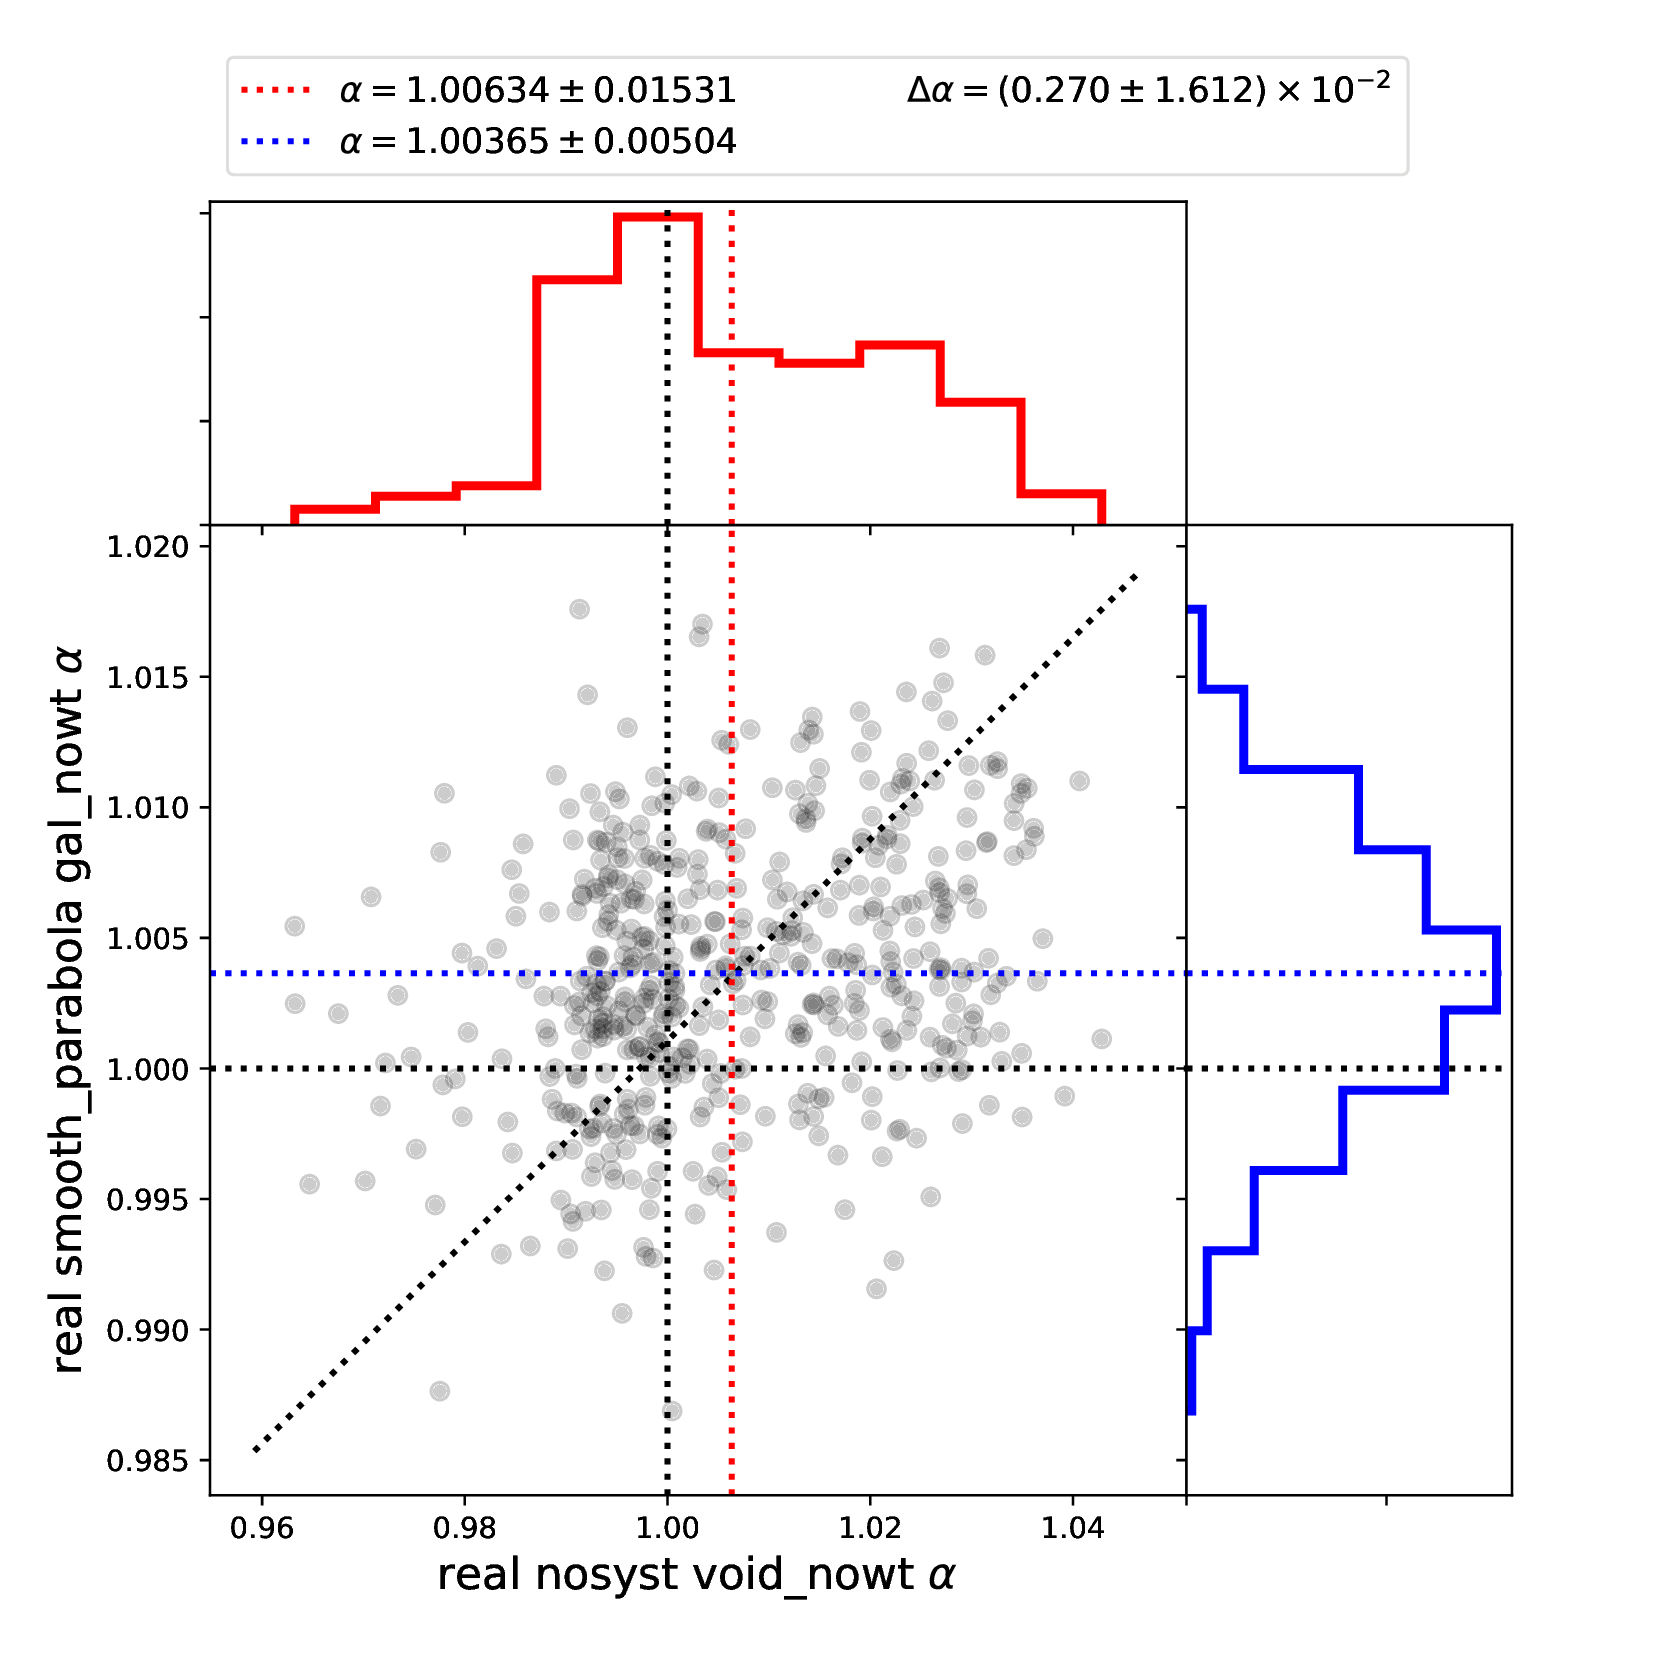 α = 1.00634 ± 0.01531
Δα = (0.270 ± 1.612) × 10⁻²
α = 1.00365 ± 0.00504
1.020
1.015
1.010
1.005
1.000
0.995
0.990
0.985
real smooth_parabola gal_nowt α
0.96 0.98 1.00 1.02 1.04
real nosyst void_nowt α